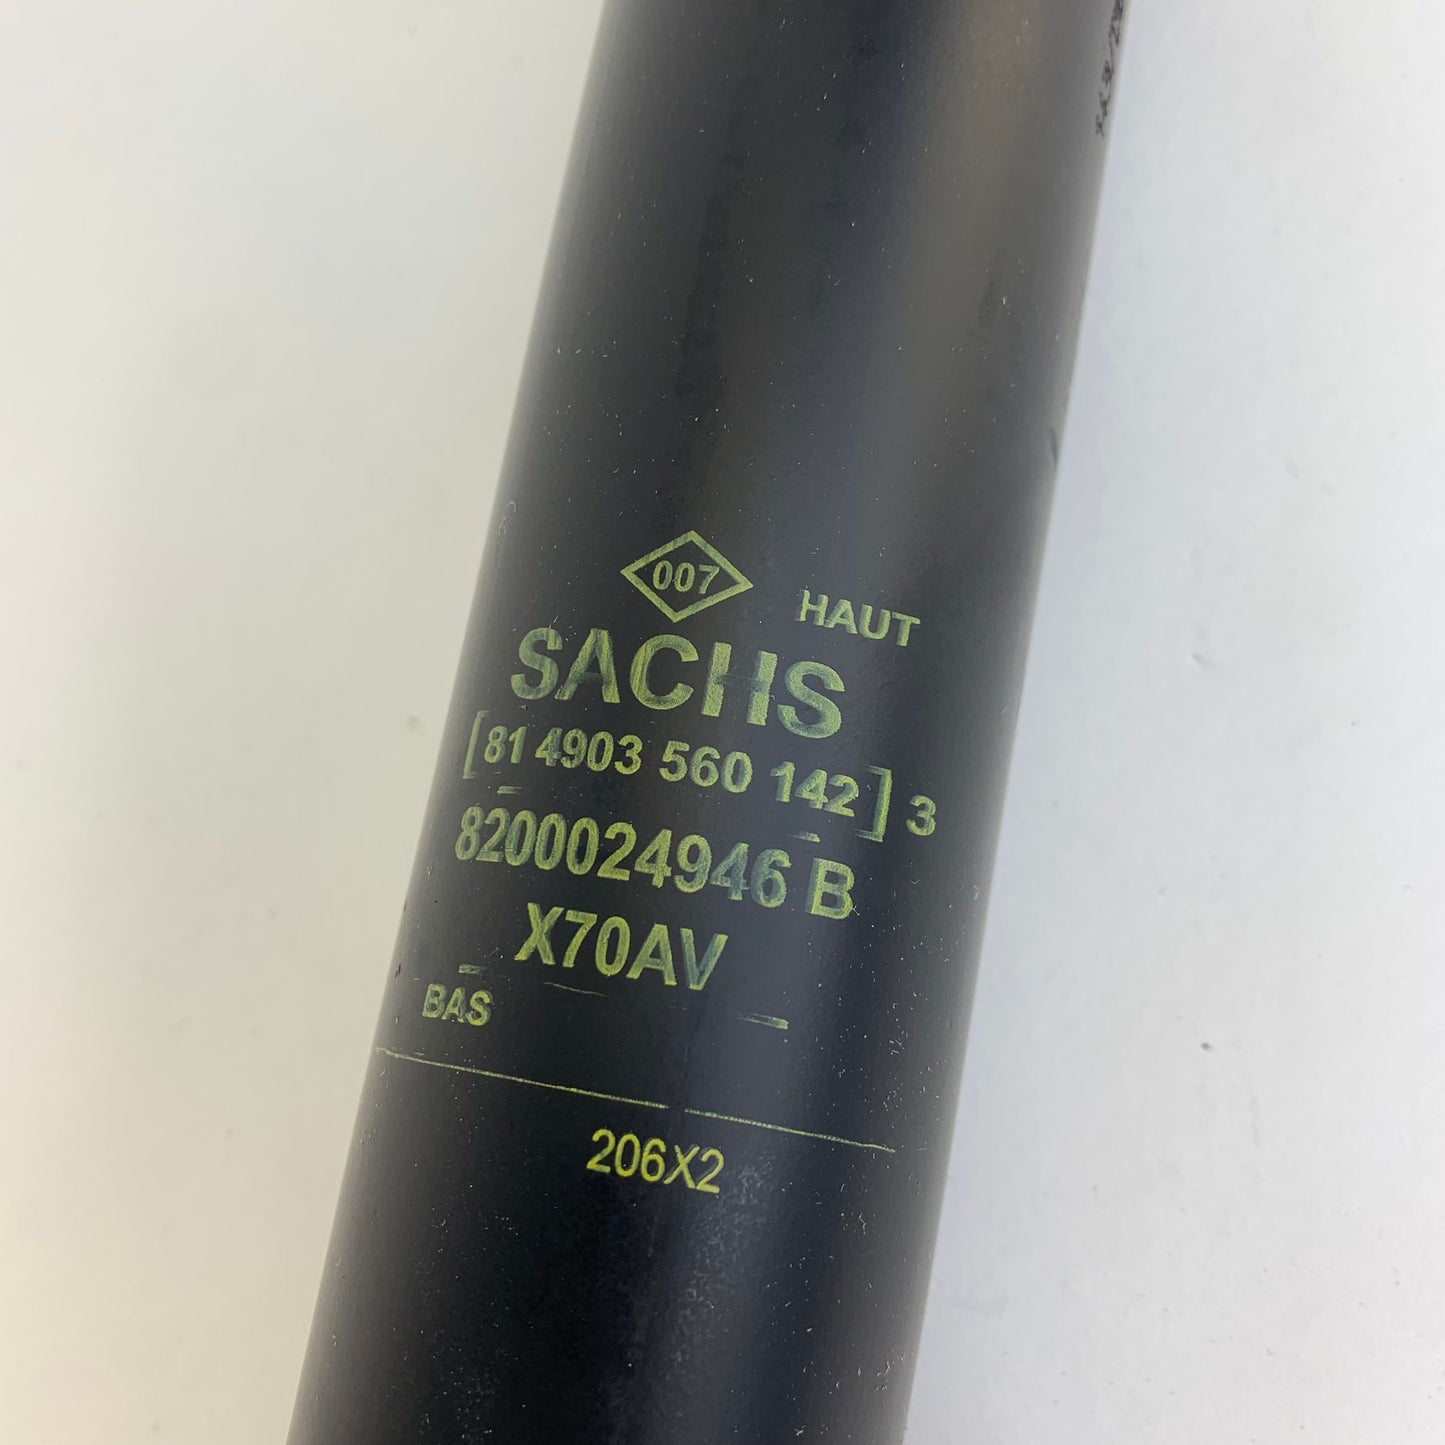 007
HAUT
SACHS
[81 4903 560 142] 3
8200024946 B
X70AV
BAS
206X2